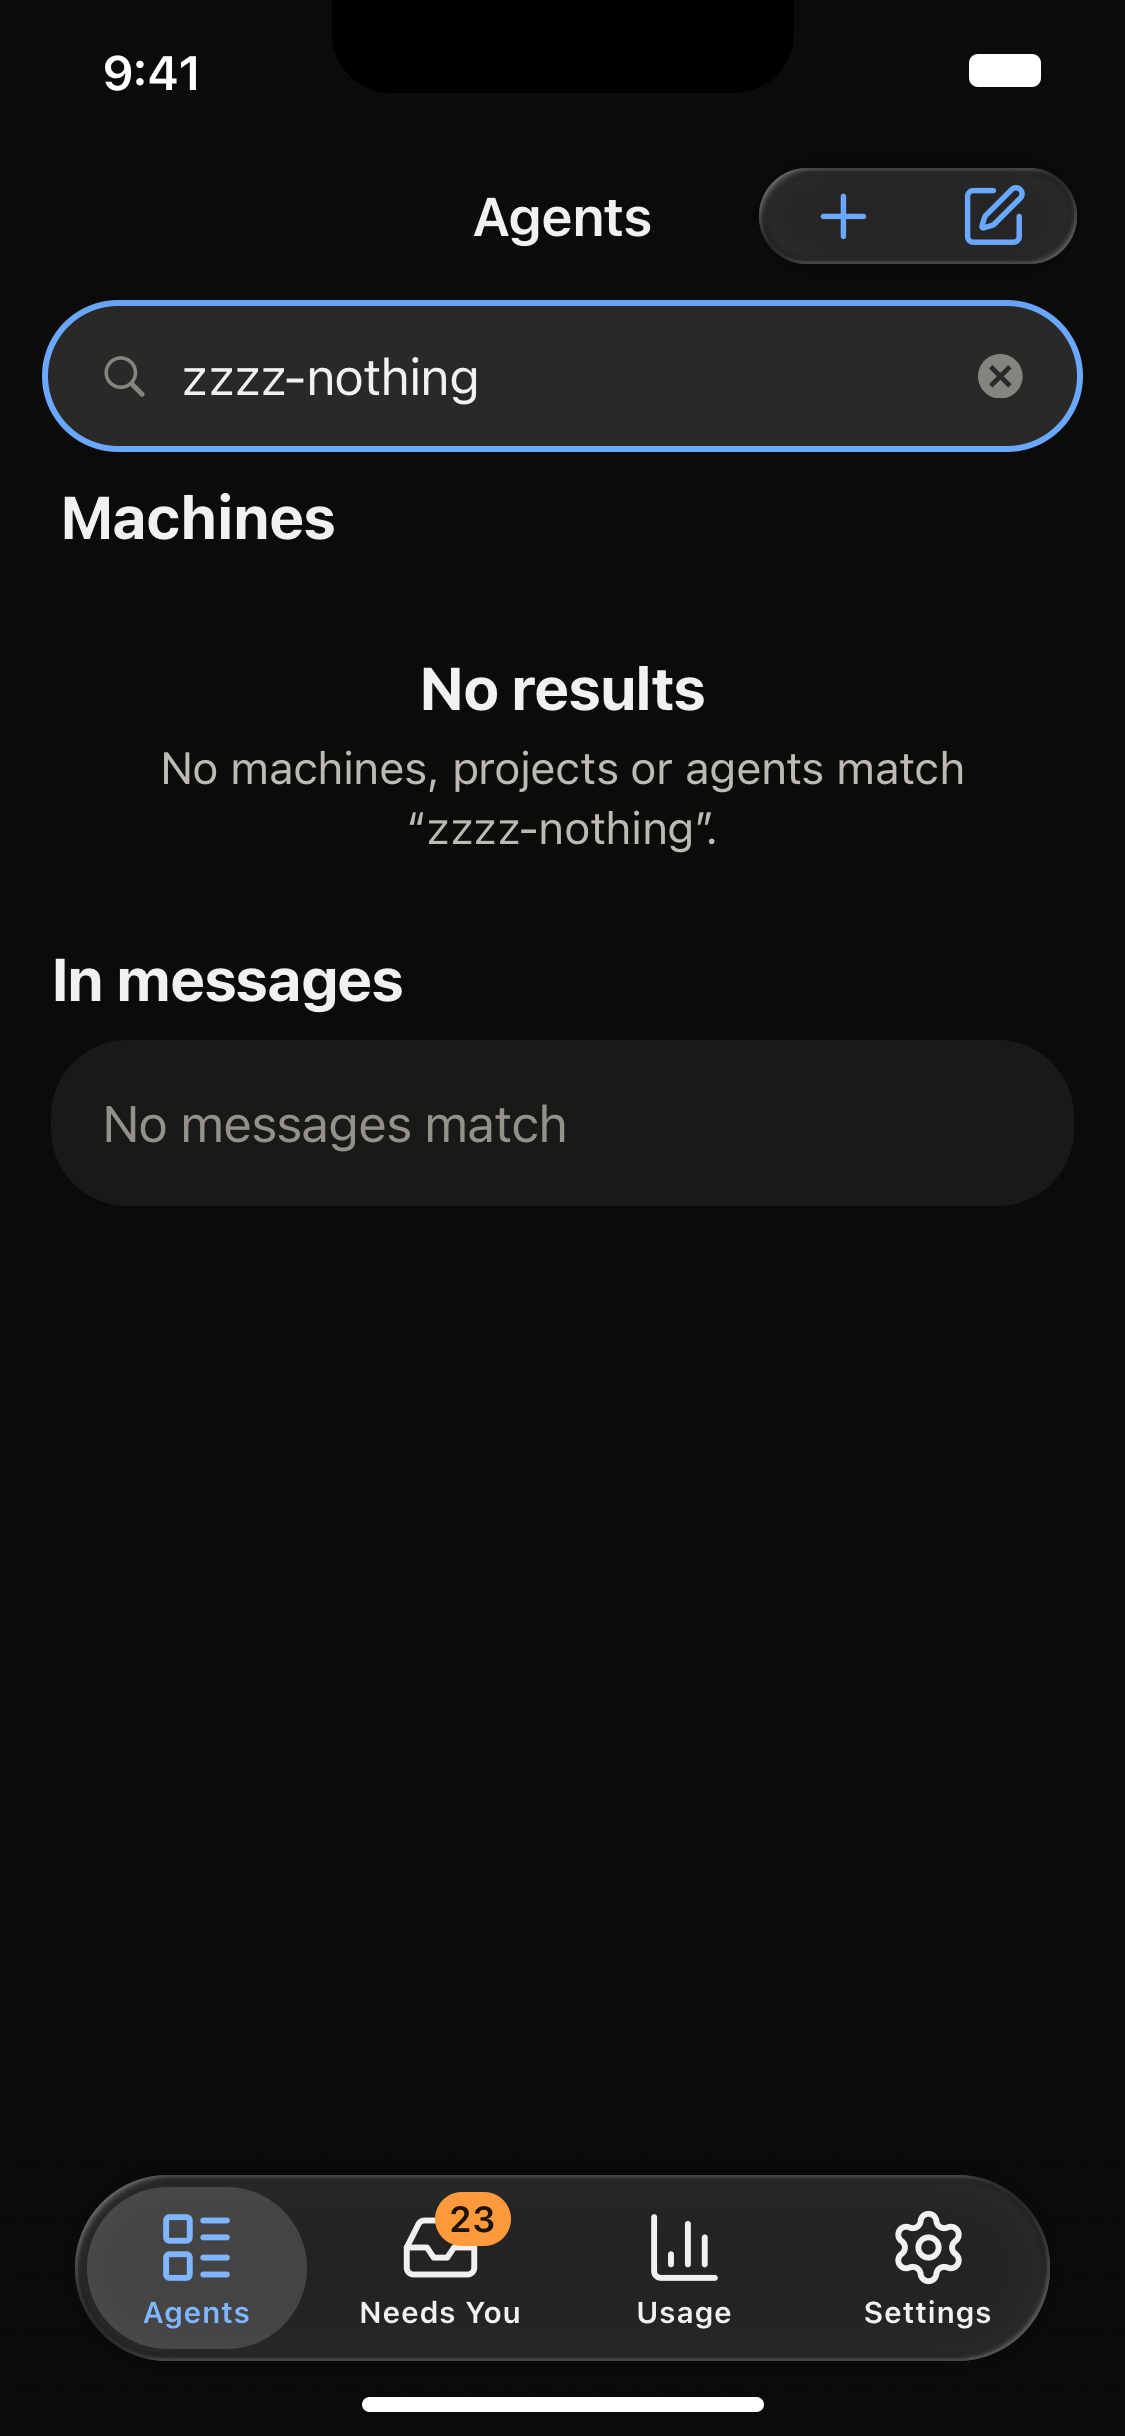 9:41
Agents
zzzz-nothing
Machines
No results
No machines, projects or agents match
“zzzz-nothing”.
In messages
No messages match
23
Agents
Needs You
Usage
Settings